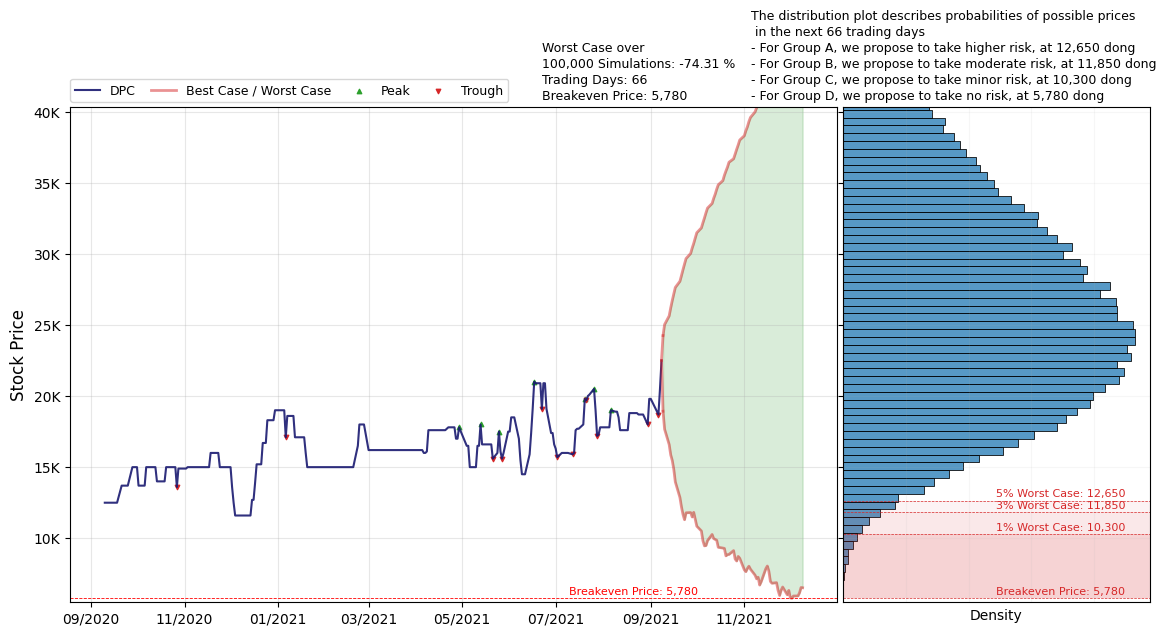 The distribution plot describes probabilities of possible prices
in the next 66 trading days
- For Group A, we propose to take higher risk, at 12,650 dong
- For Group B, we propose to take moderate risk, at 11,850 dong
- For Group C, we propose to take minor risk, at 10,300 dong
- For Group D, we propose to take no risk, at 5,780 dong
Worst Case over
100,000 Simulations: -74.31 %
Trading Days: 66
Breakeven Price: 5,780
DPC
Best Case / Worst Case
Peak
Trough
Stock Price
40K
35K
30K
25K
20K
15K
10K
Breakeven Price: 5,780
09/2020
11/2020
01/2021
03/2021
05/2021
07/2021
09/2021
11/2021
5% Worst Case: 12,650
3% Worst Case: 11,850
1% Worst Case: 10,300
Breakeven Price: 5,780
Density